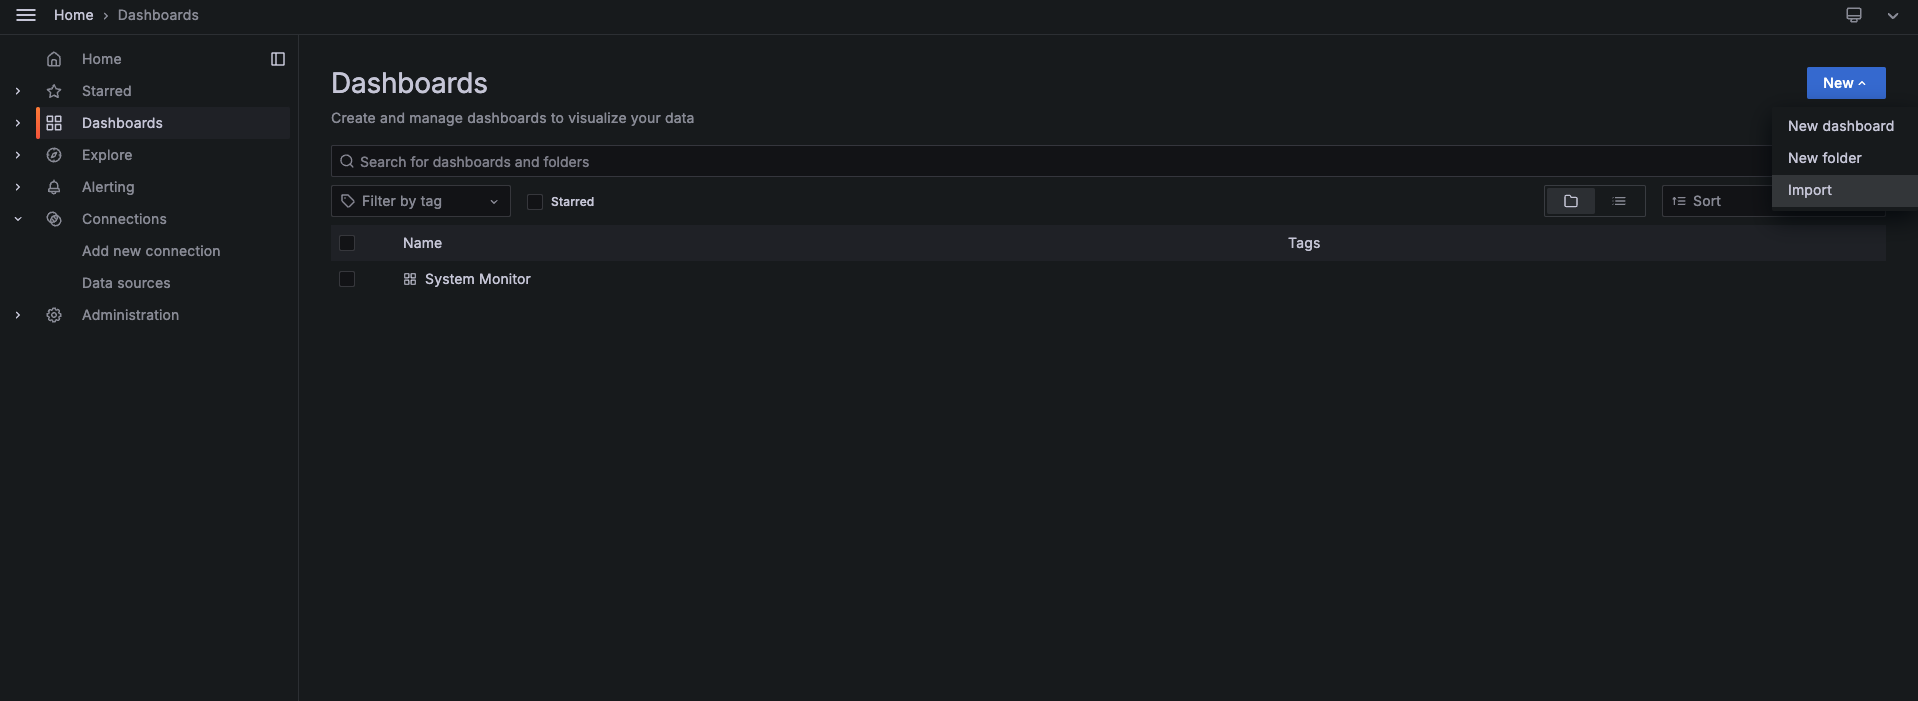 Home › Dashboards
Home
Starred
Dashboards
Explore
Alerting
Connections
Add new connection
Data sources
Administration
Dashboards
Create and manage dashboards to visualize your data
New
New dashboard
New folder
Import
Search for dashboards and folders
Filter by tag
Starred
Sort
Name
Tags
System Monitor